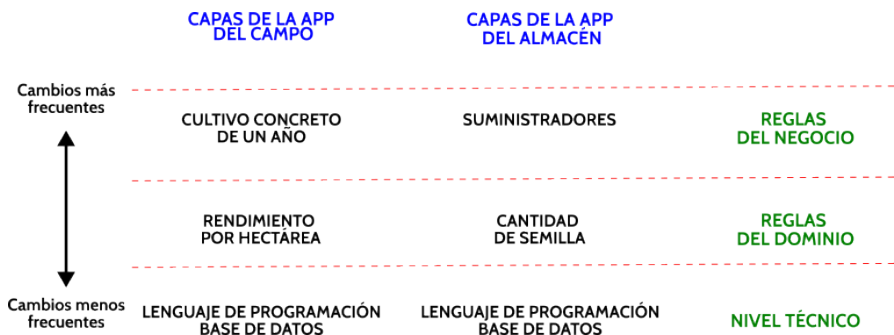 CAPAS DE LA APP
DEL CAMPO
CAPAS DE LA APP
DEL ALMACÉN
Cambios más
frecuentes
CULTIVO CONCRETO
DE UN AÑO
SUMINISTRADORES
REGLAS
DEL NEGOCIO
RENDIMIENTO
POR HECTÁREA
CANTIDAD
DE SEMILLA
REGLAS
DEL DOMINIO
Cambios menos
frecuentes
LENGUAJE DE PROGRAMACIÓN
BASE DE DATOS
LENGUAJE DE PROGRAMACIÓN
BASE DE DATOS
NIVEL TÉCNICO